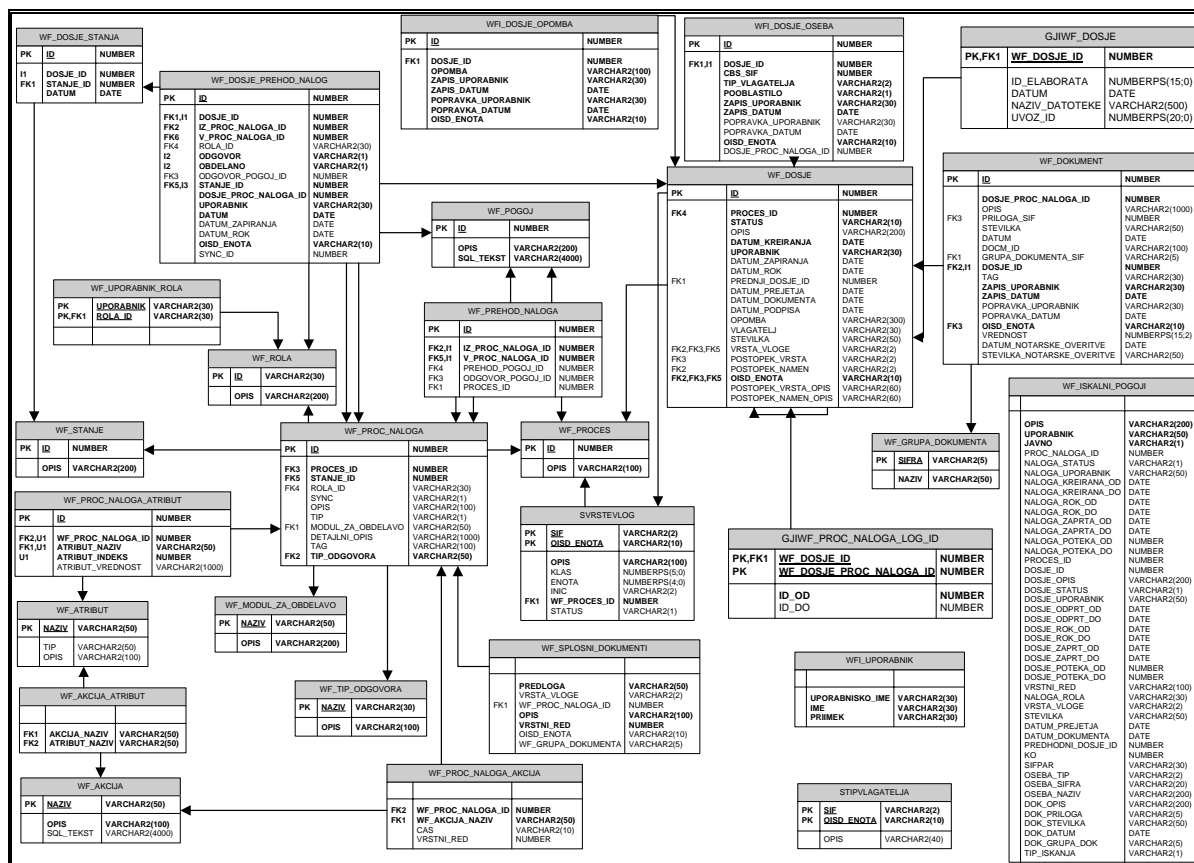 WF_DOSJE_STANJA
PK ID NUMBER
I1 DOSJE_ID NUMBER
FK1 STANJE_ID NUMBER
DATUM DATE
WF_DOSJE_PREHOD_NALOG
PK ID NUMBER
FK1,I1 DOSJE_ID NUMBER
FK2 IZ_PROC_NALOGA_ID NUMBER
FK6 V_PROC_NALOGA_ID NUMBER
FK4 ROLA_ID VARCHAR2(30)
I2 ODGOVOR VARCHAR2(1)
I2 OBDELANO VARCHAR2(1)
FK3 ODGOVOR_POGOJ_ID NUMBER
FK5,I3 STANJE_ID NUMBER
DOSJE_PROC_NALOGA_ID NUMBER
UPORABNIK VARCHAR2(30)
DATUM DATE
DATUM_ZAPIRANJA DATE
DATUM_ROK DATE
OISD_ENOTA VARCHAR2(10)
SYNC_ID NUMBER
WFI_DOSJE_OPOMBA
PK ID NUMBER
FK1 DOSJE_ID NUMBER
OPOMBA VARCHAR2(100)
ZAPIS_UPORABNIK VARCHAR2(30)
ZAPIS_DATUM DATE
POPRAVKA_UPORABNIK VARCHAR2(30)
POPRAVKA_DATUM DATE
OISD_ENOTA VARCHAR2(10)
WFI_DOSJE_OSEBA
PK ID NUMBER
FK1,I1 DOSJE_ID NUMBER
CBS_SIF NUMBER
TIP_VLAGATELJA VARCHAR2(2)
POOBLASTILO VARCHAR2(1)
ZAPIS_UPORABNIK VARCHAR2(30)
ZAPIS_DATUM DATE
POPRAVKA_UPORABNIK VARCHAR2(30)
POPRAVKA_DATUM DATE
OISD_ENOTA VARCHAR2(10)
DOSJE_PROC_NALOGA_ID NUMBER
GJIWF_DOSJE
PK,FK1 WF_DOSJE_ID NUMBER
ID_ELABORATA NUMBERPS(15;0)
DATUM DATE
NAZIV_DATOTEKE VARCHAR2(500)
UVOZ_ID NUMBERPS(20;0)
WF_DOKUMENT
PK ID NUMBER
DOSJE_PROC_NALOGA_ID NUMBER
OPIS VARCHAR2(1000)
FK3 PRILOGA_SIF NUMBER
STEVILKA VARCHAR2(50)
DATUM DATE
DOCM_ID VARCHAR2(100)
FK1 GRUPA_DOKUMENTA_SIF VARCHAR2(5)
FK2,I1 DOSJE_ID NUMBER
TAG VARCHAR2(30)
ZAPIS_UPORABNIK VARCHAR2(30)
ZAPIS_DATUM DATE
POPRAVKA_UPORABNIK VARCHAR2(30)
POPRAVKA_DATUM DATE
FK3 OISD_ENOTA VARCHAR2(10)
VREDNOST NUMBERPS(15;2)
DATUM_NOTARSKE_OVERITVE DATE
STEVILKA_NOTARSKE_OVERITVE VARCHAR2(50)
WF_DOSJE
PK ID NUMBER
FK4 PROCES_ID NUMBER
STATUS VARCHAR2(10)
OPIS VARCHAR2(200)
DATUM_KREIRANJA DATE
UPORABNIK VARCHAR2(30)
DATUM_ZAPIRANJA DATE
DATUM_ROK DATE
FK1 PREDNJI_DOSJE_ID NUMBER
DATUM_PREJETJA DATE
DATUM_DOKUMENTA DATE
DATUM_PODPISA DATE
OPOMBA VARCHAR2(300)
VLAGATELJ VARCHAR2(30)
STEVILKA VARCHAR2(50)
FK2,FK3,FK5 VRSTA_VLOGE VARCHAR2(2)
FK3 POSTOPEK_VRSTA VARCHAR2(2)
FK2 POSTOPEK_NAMEN VARCHAR2(2)
FK2,FK3,FK5 OISD_ENOTA VARCHAR2(10)
POSTOPEK_VRSTA_OPIS VARCHAR2(60)
POSTOPEK_NAMEN_OPIS VARCHAR2(60)
WF_POGOJ
PK ID NUMBER
OPIS VARCHAR2(200)
SQL_TEKST VARCHAR2(4000)
WF_UPORABNIK_ROLA
PK UPORABNIK VARCHAR2(30)
PK,FK1 ROLA_ID VARCHAR2(30)
WF_PREHOD_NALOGA
PK ID NUMBER
FK2,I1 IZ_PROC_NALOGA_ID NUMBER
FK5,I1 V_PROC_NALOGA_ID NUMBER
FK4 PREHOD_POGOJ_ID NUMBER
FK3 ODGOVOR_POGOJ_ID NUMBER
FK1 PROCES_ID NUMBER
WF_ROLA
PK ID VARCHAR2(30)
OPIS VARCHAR2(200)
WF_STANJE
PK ID NUMBER
OPIS VARCHAR2(200)
WF_PROC_NALOGA
PK ID NUMBER
FK3 PROCES_ID NUMBER
FK5 STANJE_ID NUMBER
FK4 ROLA_ID VARCHAR2(30)
SYNC VARCHAR2(1)
OPIS VARCHAR2(100)
TIP VARCHAR2(1)
FK1 MODUL_ZA_OBDELAVO VARCHAR2(50)
DETAJLNI_OPIS VARCHAR2(1000)
TAG VARCHAR2(100)
FK2 TIP_ODGOVORA VARCHAR2(50)
WF_PROCES
PK ID NUMBER
OPIS VARCHAR2(100)
WF_GRUPA_DOKUMENTA
PK SIFRA VARCHAR2(5)
NAZIV VARCHAR2(50)
WF_ISKALNI_POGOJI
OPIS VARCHAR2(200)
UPORABNIK VARCHAR2(50)
JAVNO VARCHAR2(1)
PROC_NALOGA_ID NUMBER
NALOGA_STATUS VARCHAR2(1)
NALOGA_UPORABNIK VARCHAR2(50)
NALOGA_KREIRANA_OD DATE
NALOGA_KREIRANA_DO DATE
NALOGA_ROK_OD DATE
NALOGA_ROK_DO DATE
NALOGA_ZAPRTA_OD DATE
NALOGA_ZAPRTA_DO DATE
NALOGA_POTEKA_OD NUMBER
NALOGA_POTEKA_DO NUMBER
PROCES_ID NUMBER
DOSJE_ID NUMBER
DOSJE_OPIS VARCHAR2(200)
DOSJE_STATUS VARCHAR2(1)
DOSJE_UPORABNIK VARCHAR2(50)
DOSJE_ODPRT_OD DATE
DOSJE_ODPRT_DO DATE
DOSJE_ROK_OD DATE
DOSJE_ROK_DO DATE
DOSJE_ZAPRT_OD DATE
DOSJE_ZAPRT_DO DATE
DOSJE_POTEKA_OD NUMBER
DOSJE_POTEKA_DO NUMBER
VRSTNI_RED VARCHAR2(100)
NALOGA_ROLA VARCHAR2(30)
VRSTA_VLOGE VARCHAR2(2)
STEVILKA VARCHAR2(50)
DATUM_PREJETJA DATE
DATUM_DOKUMENTA DATE
PREDHODNI_DOSJE_ID NUMBER
KO NUMBER
SIFPAR VARCHAR2(30)
OSEBA_TIP VARCHAR2(2)
OSEBA_SIFRA VARCHAR2(20)
OSEBA_NAZIV VARCHAR2(200)
DOK_OPIS VARCHAR2(200)
DOK_PRILOGA VARCHAR2(5)
DOK_STEVILKA VARCHAR2(50)
DOK_DATUM DATE
DOK_GRUPA_DOK VARCHAR2(5)
TIP_ISKANJA VARCHAR2(1)
WF_PROC_NALOGA_ATRIBUT
PK ID NUMBER
FK2,U1 WF_PROC_NALOGA_ID NUMBER
FK1,U1 ATRIBUT_NAZIV VARCHAR2(50)
U1 ATRIBUT_INDEKS NUMBER
ATRIBUT_VREDNOST VARCHAR2(1000)
SVRSTEVLOG
PK SIF VARCHAR2(2)
PK OISD_ENOTA VARCHAR2(10)
OPIS VARCHAR2(100)
KLAS NUMBERPS(5;0)
ENOTA NUMBERPS(4;0)
INIC VARCHAR2(2)
FK1 WF_PROCES_ID NUMBER
STATUS VARCHAR2(1)
GJIWF_PROC_NALOGA_LOG_ID
PK,FK1 WF_DOSJE_ID NUMBER
PK WF_DOSJE_PROC_NALOGA_ID NUMBER
ID_OD NUMBER
ID_DO NUMBER
WF_ATRIBUT
PK NAZIV VARCHAR2(50)
TIP VARCHAR2(50)
OPIS VARCHAR2(100)
WF_MODUL_ZA_OBDELAVO
PK NAZIV VARCHAR2(50)
OPIS VARCHAR2(200)
WF_SPLOSNI_DOKUMENTI
PREDLOGA VARCHAR2(50)
VRSTA_VLOGE VARCHAR2(2)
FK1 WF_PROC_NALOGA_ID NUMBER
OPIS VARCHAR2(100)
VRSTNI_RED NUMBER
OISD_ENOTA VARCHAR2(10)
WF_GRUPA_DOKUMENTA VARCHAR2(5)
WFI_UPORABNIK
UPORABNISKO_IME VARCHAR2(30)
IME VARCHAR2(30)
PRIIMEK VARCHAR2(30)
WF_AKCIJA_ATRIBUT
FK1 AKCIJA_NAZIV VARCHAR2(50)
FK2 ATRIBUT_NAZIV VARCHAR2(50)
WF_TIP_ODGOVORA
PK NAZIV VARCHAR2(30)
OPIS VARCHAR2(100)
WF_AKCIJA
PK NAZIV VARCHAR2(50)
OPIS VARCHAR2(100)
SQL_TEKST VARCHAR2(4000)
WF_PROC_NALOGA_AKCIJA
FK2 WF_PROC_NALOGA_ID NUMBER
FK1 WF_AKCIJA_NAZIV VARCHAR2(50)
CAS VARCHAR2(10)
VRSTNI_RED NUMBER
STIPVLAGATELJA
PK SIF VARCHAR2(2)
PK OISD_ENOTA VARCHAR2(10)
OPIS VARCHAR2(40)